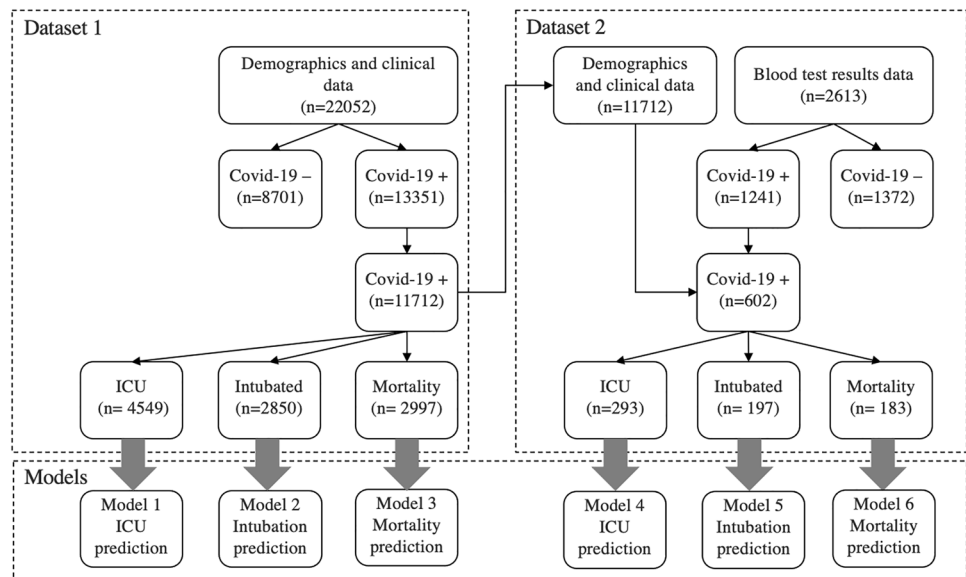 Dataset 1
Demographics and clinical
data
(n=22052)
Covid-19 –
(n=8701)
Covid-19 +
(n=13351)
Covid-19 +
(n=11712)
ICU
(n= 4549)
Intubated
(n=2850)
Mortality
(n= 2997)
Dataset 2
Demographics
and clinical data
(n=11712)
Blood test results data
(n=2613)
Covid-19 +
(n=1241)
Covid-19 –
(n=1372)
Covid-19 +
(n=602)
ICU
(n=293)
Intubated
(n= 197)
Mortality
(n= 183)
Models
Model 1
ICU
prediction
Model 2
Intubation
prediction
Model 3
Mortality
prediction
Model 4
ICU
prediction
Model 5
Intubation
prediction
Model 6
Mortality
prediction